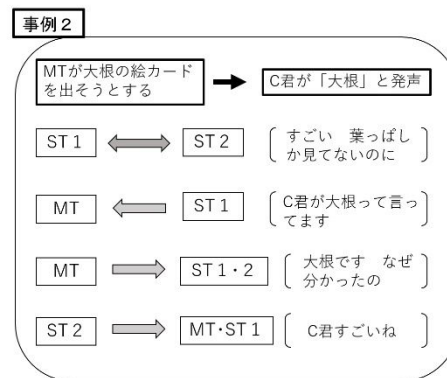 事例２
MTが大根の絵カード
を出そうとする
C君が「大根」と発声
ST１
ST２
すごい　葉っぱし
か見てないのに
MT
ST１
C君が大根って言っ
てます
MT
ST１・２
大根です　なぜ
分かったの
ST２
MT・ST１
C君すごいね